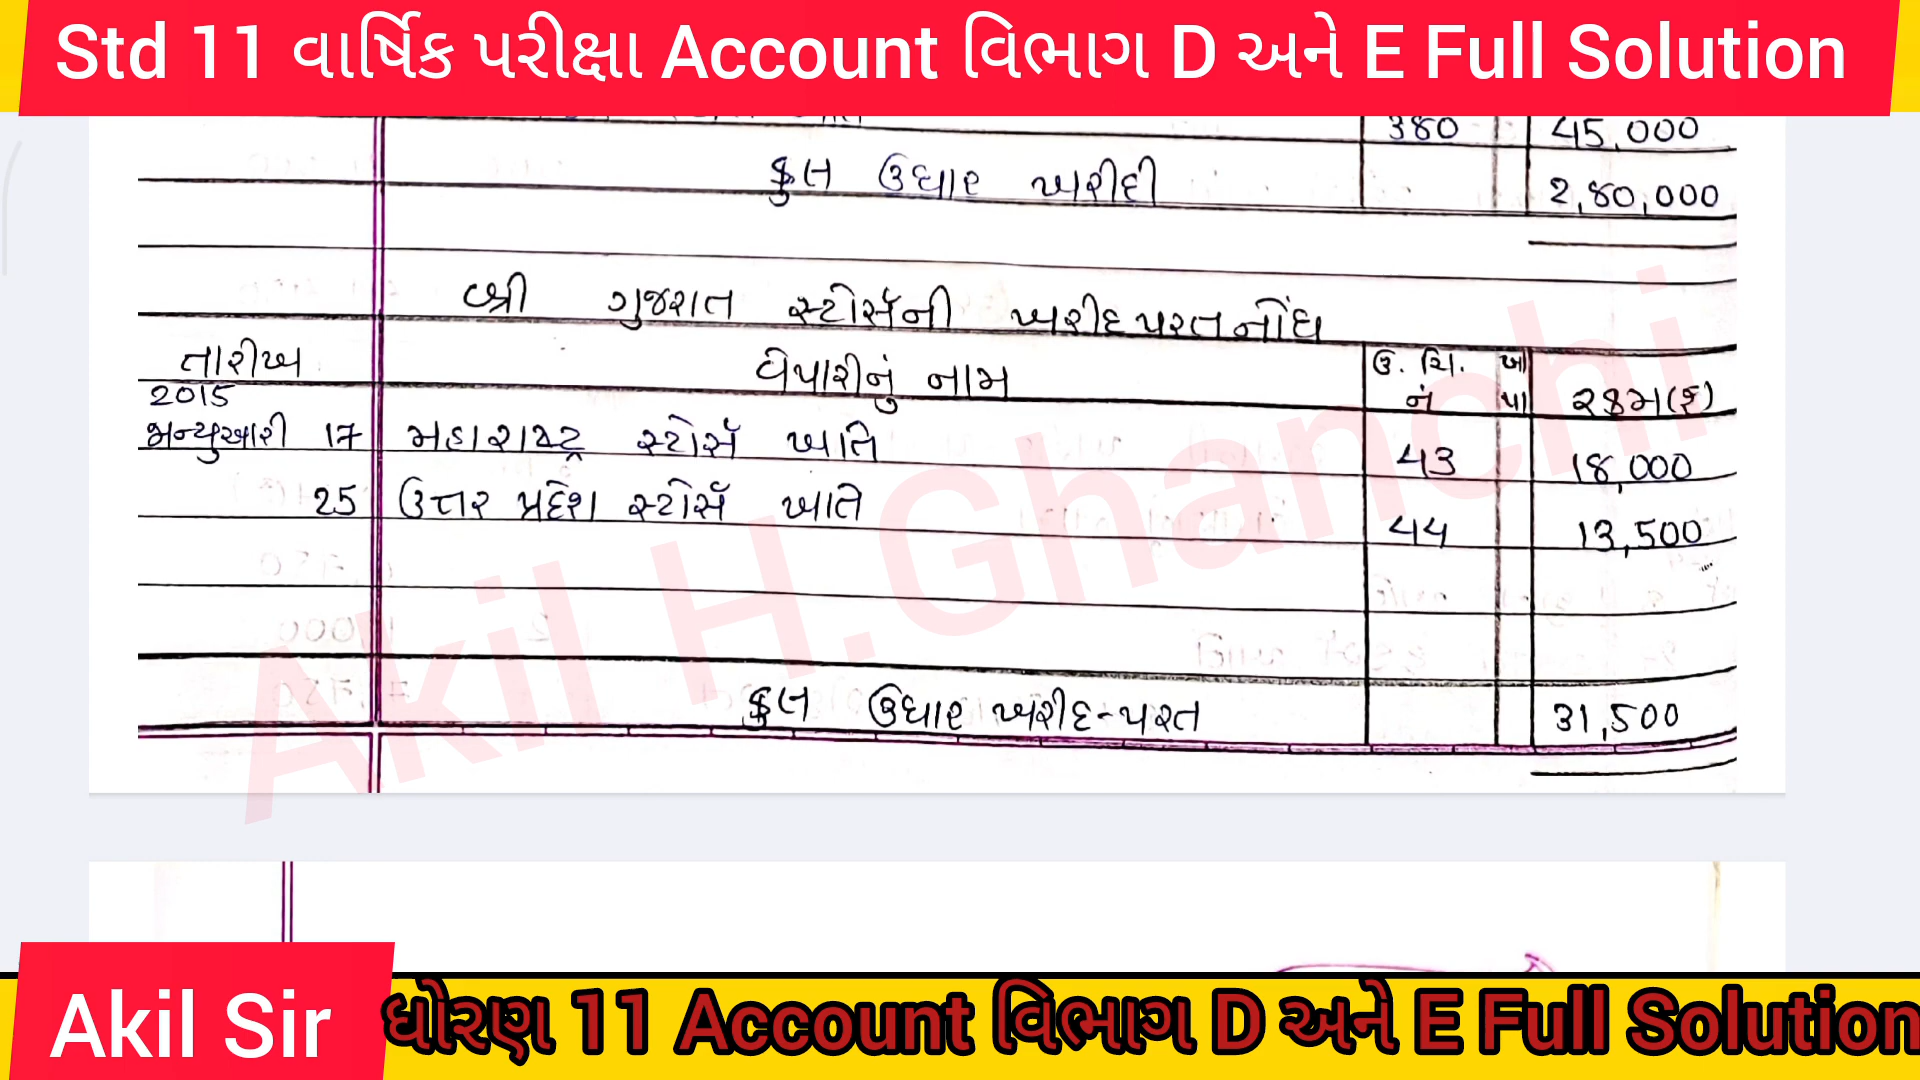 Std 11 વાર્ષિક પરીક્ષા Account વિભાગ D અને E Full Solution
380 45,000
કુલ ઉધાર ખરીદી 2,80,000
શ્રી ગુજરાત સ્ટોર્સની ખરીદપરત નોંધ
તારીખ વેપારીનું નામ ઉ. ચિ. નં ખા પા રકમ(રૂ)
2015
જાન્યુઆરી 17 મહારાષ્ટ્ર સ્ટોર્સ ખાતે 43 18,000
25 ઉત્તર પ્રદેશ સ્ટોર્સ ખાતે 44 13,500
કુલ ઉધાર ખરીદ-પરત 31,500
Akil H.Ghanchi
Akil Sir
ધોરણ 11 Account વિભાગ D અને E Full Solution